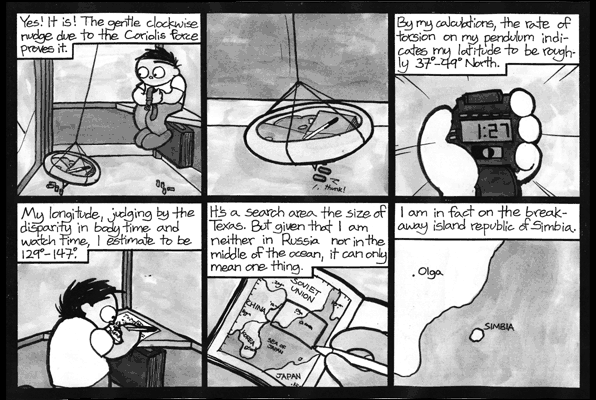 Yes! It is! The gentle clockwise
nudge due to the Coriolis force
proves it.
Thunk!
By my calculations, the rate of
torsion on my pendulum indi-
cates my latitude to be rough-
ly 37°-49° North.
1:27
My longitude, judging by the
disparity in body time and
watch time, I estimate to be
129°-147°.
It's a search area the size of
Texas. But given that I am
neither in Russia nor in the
middle of the ocean, it can only
mean one thing.
SOVIET
UNION
CHINA
KOREA
SEA OF
JAPAN
JAPAN
I am in fact on the break-
away island republic of Simbia.
Olga
SIMBIA